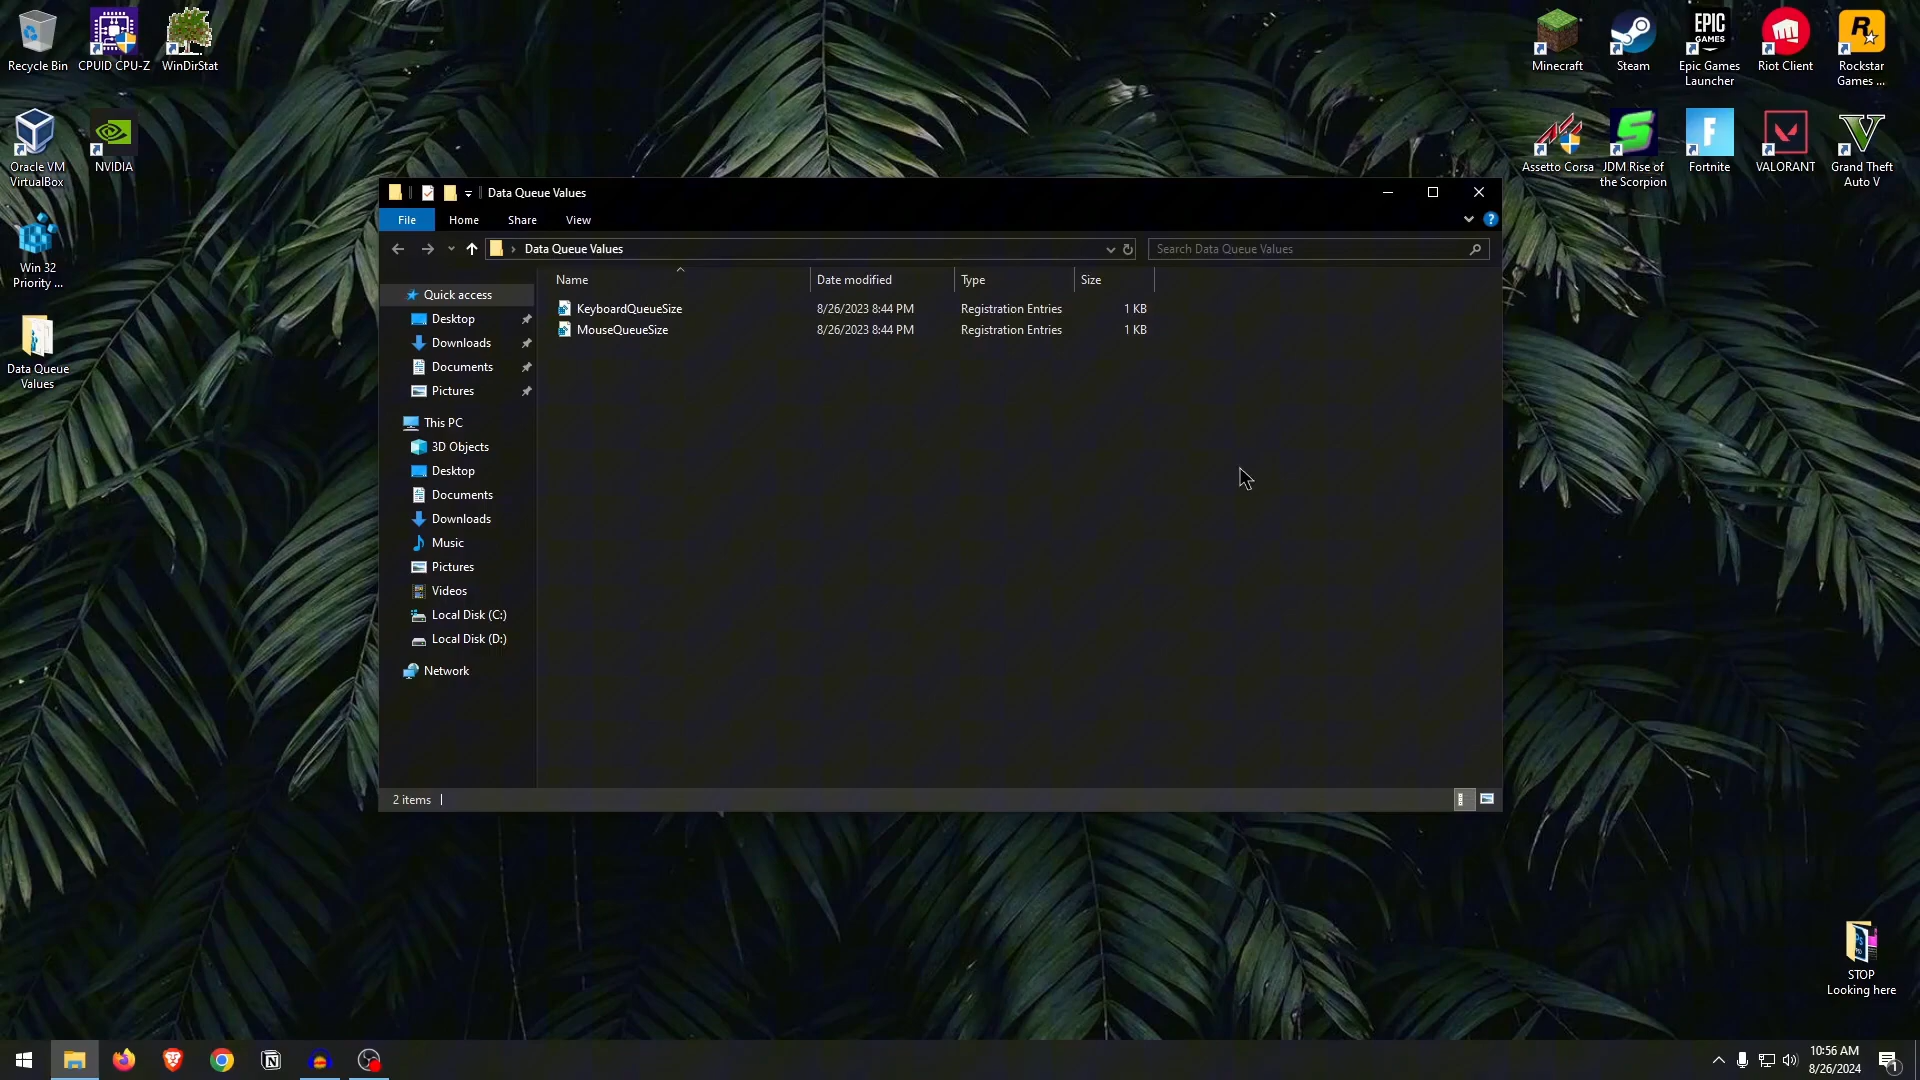 Recycle Bin
CPUID CPU-Z
WinDirStat
Oracle VM
VirtualBox
NVIDIA
Win 32
Priority ...
Data Queue
Values
Minecraft
Steam
EPIC
GAMES
Epic Games
Launcher
Riot Client
Rockstar
Games ...
Assetto Corsa
JDM Rise of
the Scorpion
Fortnite
VALORANT
Grand Theft
Auto V
Data Queue Values
File
Home
Share
View
Data Queue Values
Search Data Queue Values
Name
Date modified
Type
Size
KeyboardQueueSize
8/26/2023 8:44 PM
Registration Entries
1 KB
MouseQueueSize
8/26/2023 8:44 PM
Registration Entries
1 KB
Quick access
Desktop
Downloads
Documents
Pictures
This PC
3D Objects
Desktop
Documents
Downloads
Music
Pictures
Videos
Local Disk (C:)
Local Disk (D:)
Network
2 items
STOP
Looking here
10:56 AM
8/26/2024
1